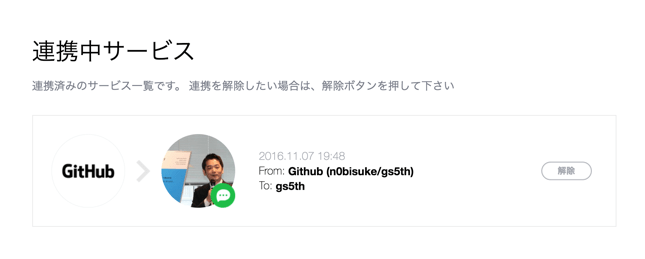 連携中サービス
連携済みのサービス一覧です。 連携を解除したい場合は、解除ボタンを押して下さい
GitHub
2016.11.07 19:48
From: Github (n0bisuke/gs5th)
To: gs5th
解除